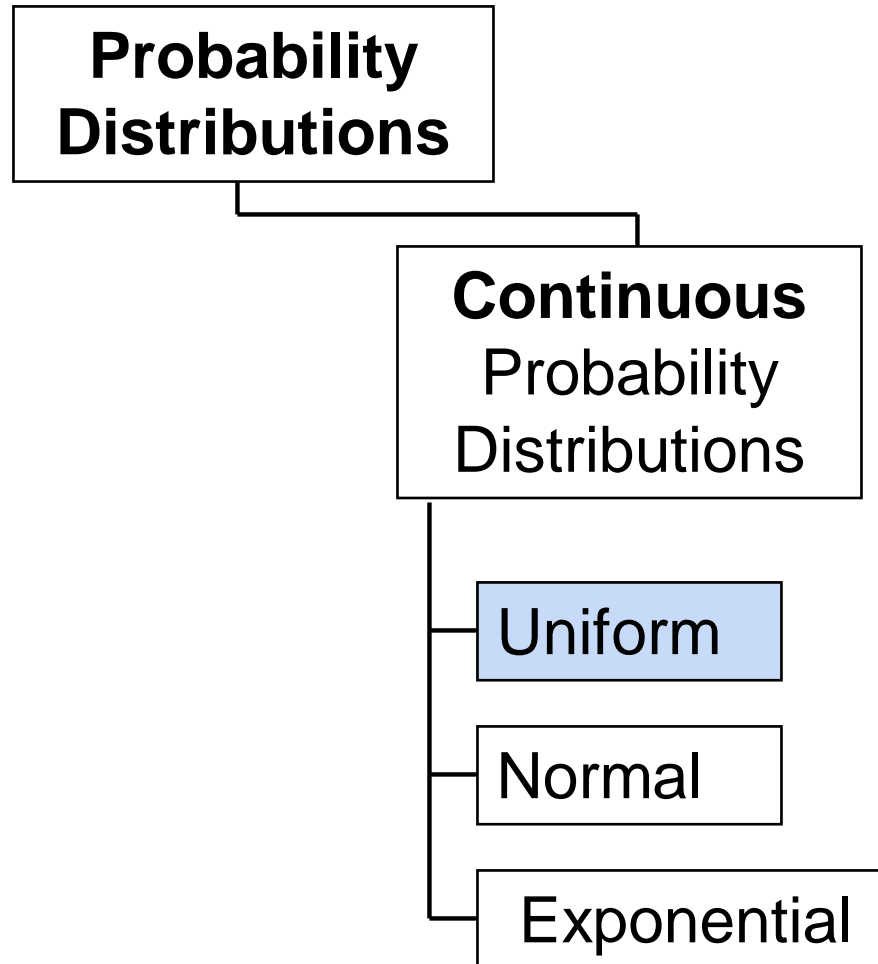 Probability
Distributions
Continuous
Probability
Distributions
Uniform
Normal
Exponential